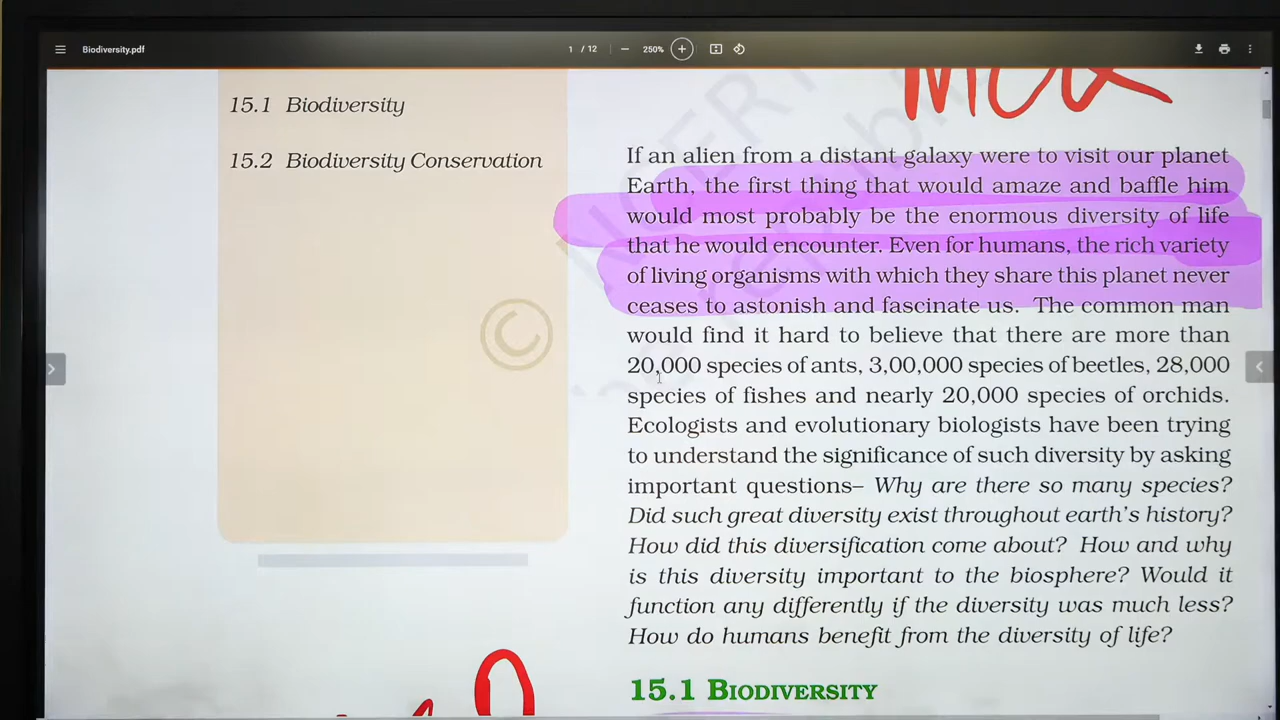 Biodiversity.pdf
1 / 12
250%
MCQ
15.1 Biodiversity
15.2 Biodiversity Conservation
If an alien from a distant galaxy were to visit our planet
Earth, the first thing that would amaze and baffle him
would most probably be the enormous diversity of life
that he would encounter. Even for humans, the rich variety
of living organisms with which they share this planet never
ceases to astonish and fascinate us. The common man
would find it hard to believe that there are more than
20,000 species of ants, 3,00,000 species of beetles, 28,000
species of fishes and nearly 20,000 species of orchids.
Ecologists and evolutionary biologists have been trying
to understand the significance of such diversity by asking
important questions– Why are there so many species?
Did such great diversity exist throughout earth's history?
How did this diversification come about? How and why
is this diversity important to the biosphere? Would it
function any differently if the diversity was much less?
How do humans benefit from the diversity of life?
15.1 BIODIVERSITY
© NCERT